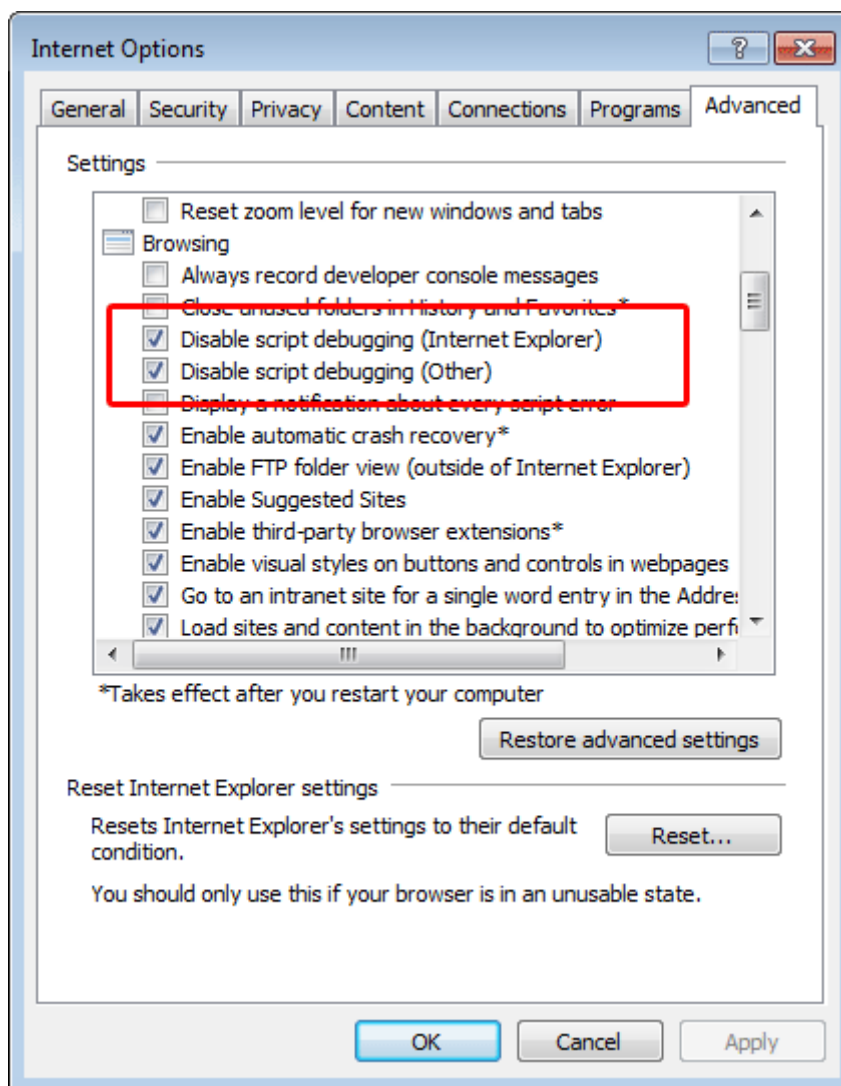 Internet Options
General Security Privacy Content Connections Programs Advanced
Settings
Reset zoom level for new windows and tabs
Browsing
Always record developer console messages
Close unused folders in History and Favorites*
Disable script debugging (Internet Explorer)
Disable script debugging (Other)
Display a notification about every script error
Enable automatic crash recovery*
Enable FTP folder view (outside of Internet Explorer)
Enable Suggested Sites
Enable third-party browser extensions*
Enable visual styles on buttons and controls in webpages
Go to an intranet site for a single word entry in the Addre
Load sites and content in the background to optimize perf
*Takes effect after you restart your computer
Restore advanced settings
Reset Internet Explorer settings
Resets Internet Explorer's settings to their default
condition.
Reset...
You should only use this if your browser is in an unusable state.
OK Cancel Apply